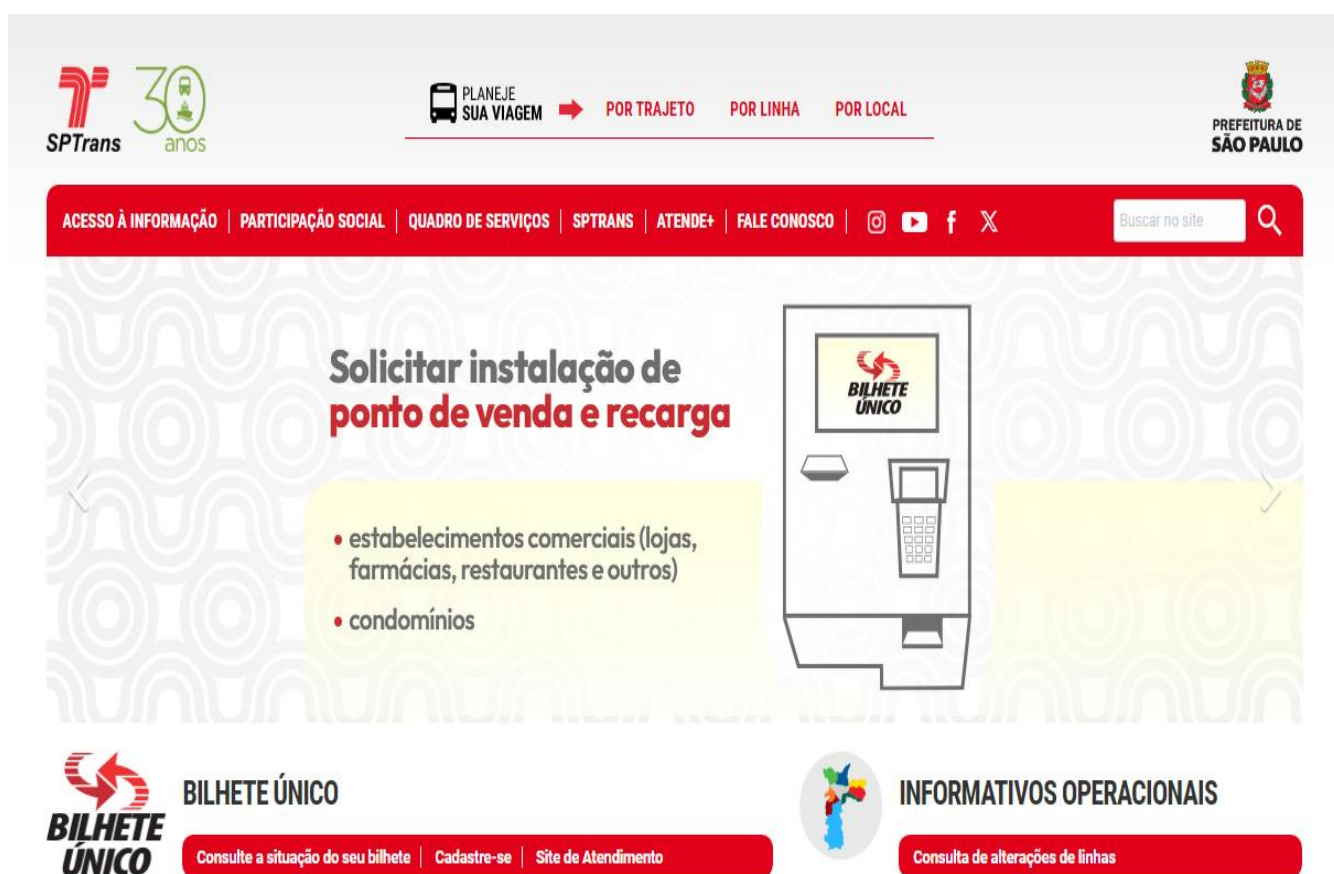 SPTrans
30 anos
PLANEJE
SUA VIAGEM
POR TRAJETO
POR LINHA
POR LOCAL
PREFEITURA DE
SÃO PAULO
ACESSO À INFORMAÇÃO | PARTICIPAÇÃO SOCIAL | QUADRO DE SERVIÇOS | SPTRANS | ATENDE+ | FALE CONOSCO |
Buscar no site
Solicitar instalação de
ponto de venda e recarga
• estabelecimentos comerciais (lojas,
farmácias, restaurantes e outros)
• condomínios
BILHETE
ÚNICO
BILHETE
ÚNICO
BILHETE ÚNICO
Consulte a situação do seu bilhete | Cadastre-se | Site de Atendimento
INFORMATIVOS OPERACIONAIS
Consulta de alterações de linhas